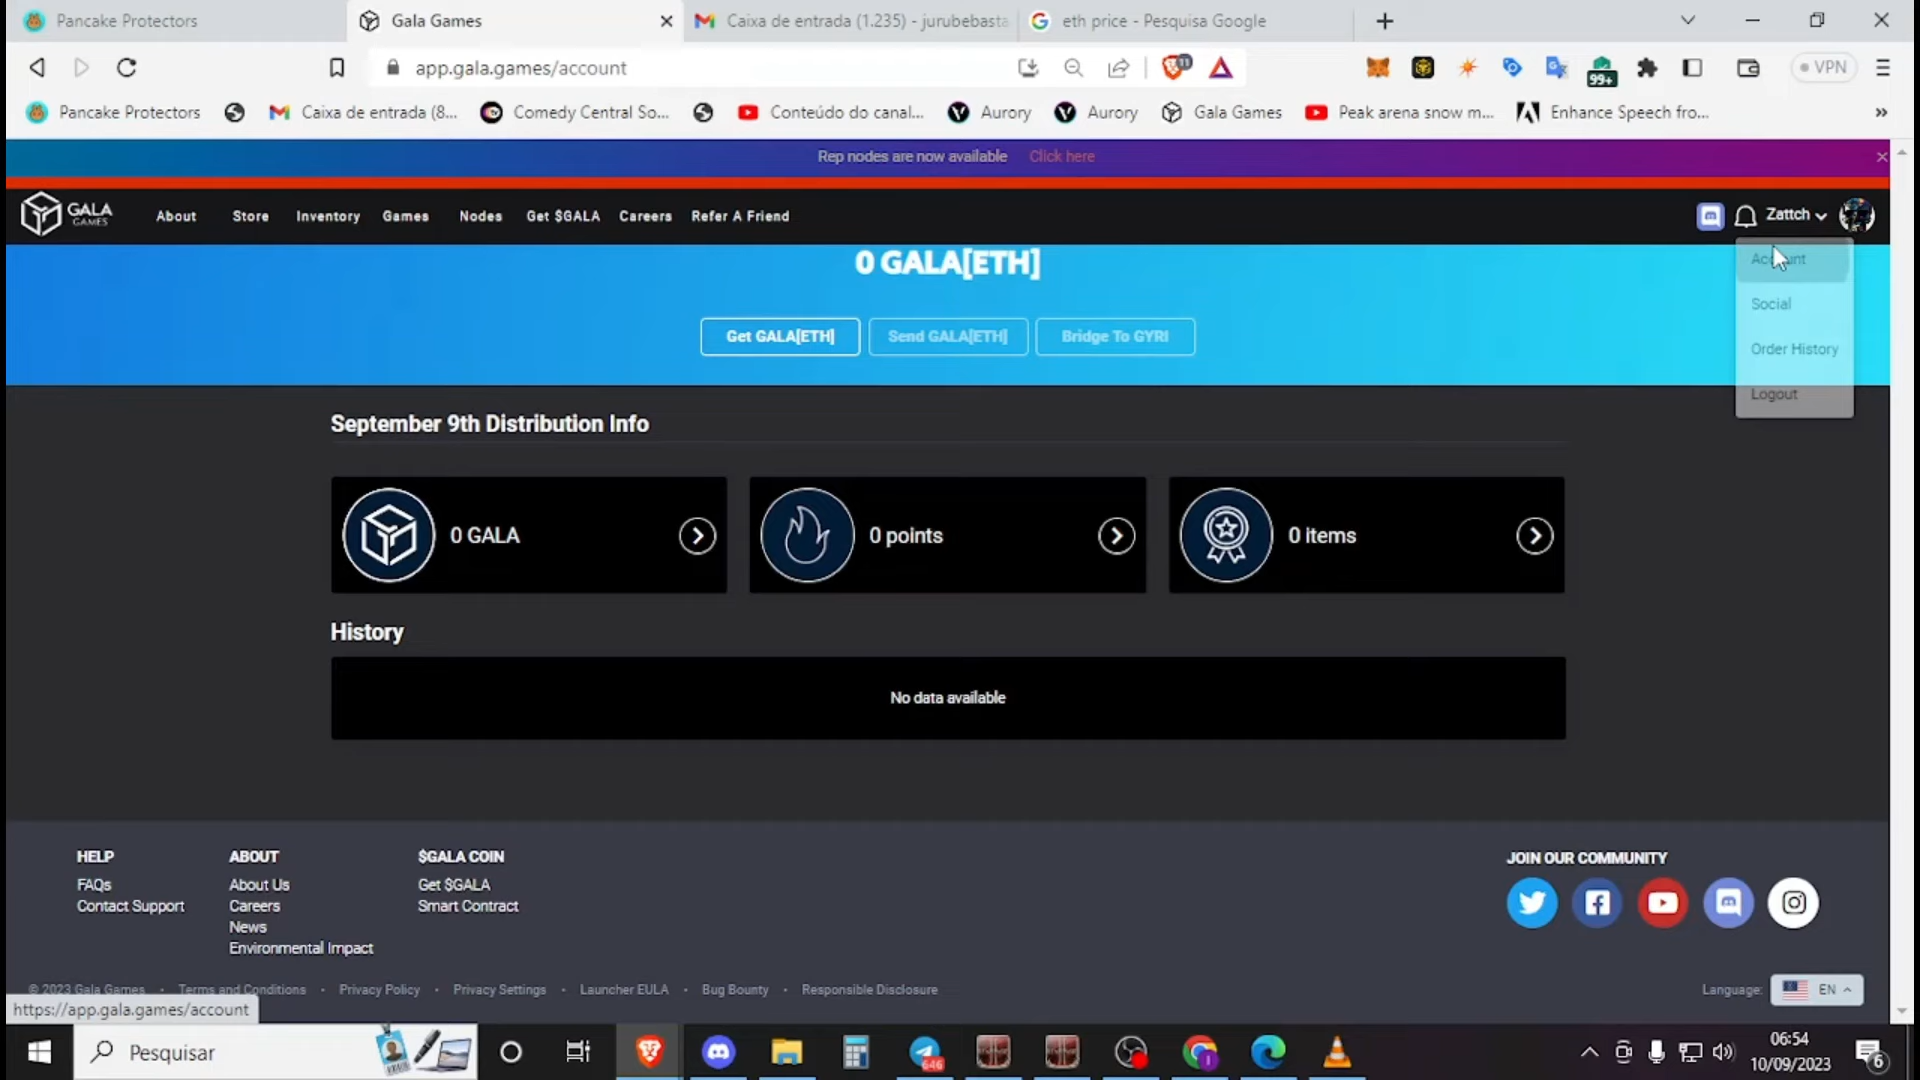 Pancake Protectors
Gala Games
Caixa de entrada (1.235) - jurubebasta
eth price - Pesquisa Google
app.gala.games/account
11
99+
VPN
Pancake Protectors
Caixa de entrada (8...
Comedy Central So...
Conteúdo do canal...
Aurory
Aurory
Gala Games
Peak arena snow m...
Enhance Speech fro...
Rep nodes are now available Click here
GALA
GAMES
About
Store
Inventory
Games
Nodes
Get $GALA
Careers
Refer A Friend
Zattch
0 GALA[ETH]
Get GALA[ETH]
Send GALA[ETH]
Bridge To GYRI
Social
Order History
Logout
September 9th Distribution Info
0 GALA
0 points
0 items
History
No data available
HELP
FAQs
Contact Support
ABOUT
About Us
Careers
News
Environmental Impact
$GALA COIN
Get $GALA
Smart Contract
JOIN OUR COMMUNITY
© 2023 Gala Games • Terms and Conditions • Privacy Policy • Privacy Settings • Launcher EULA • Bug Bounty • Responsible Disclosure
Language: EN
https://app.gala.games/account
Pesquisar
646
06:54
10/09/2023
6